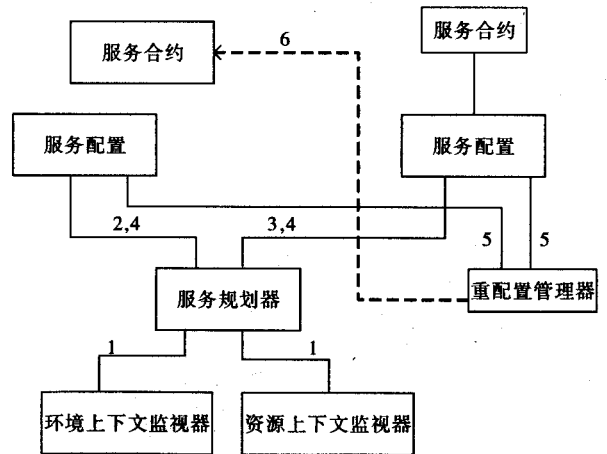 服务合约
6
服务合约
服务配置
服务配置
2,4
3,4
5
5
服务规划器
重配置管理器
1
1
环境上下文监视器
资源上下文监视器